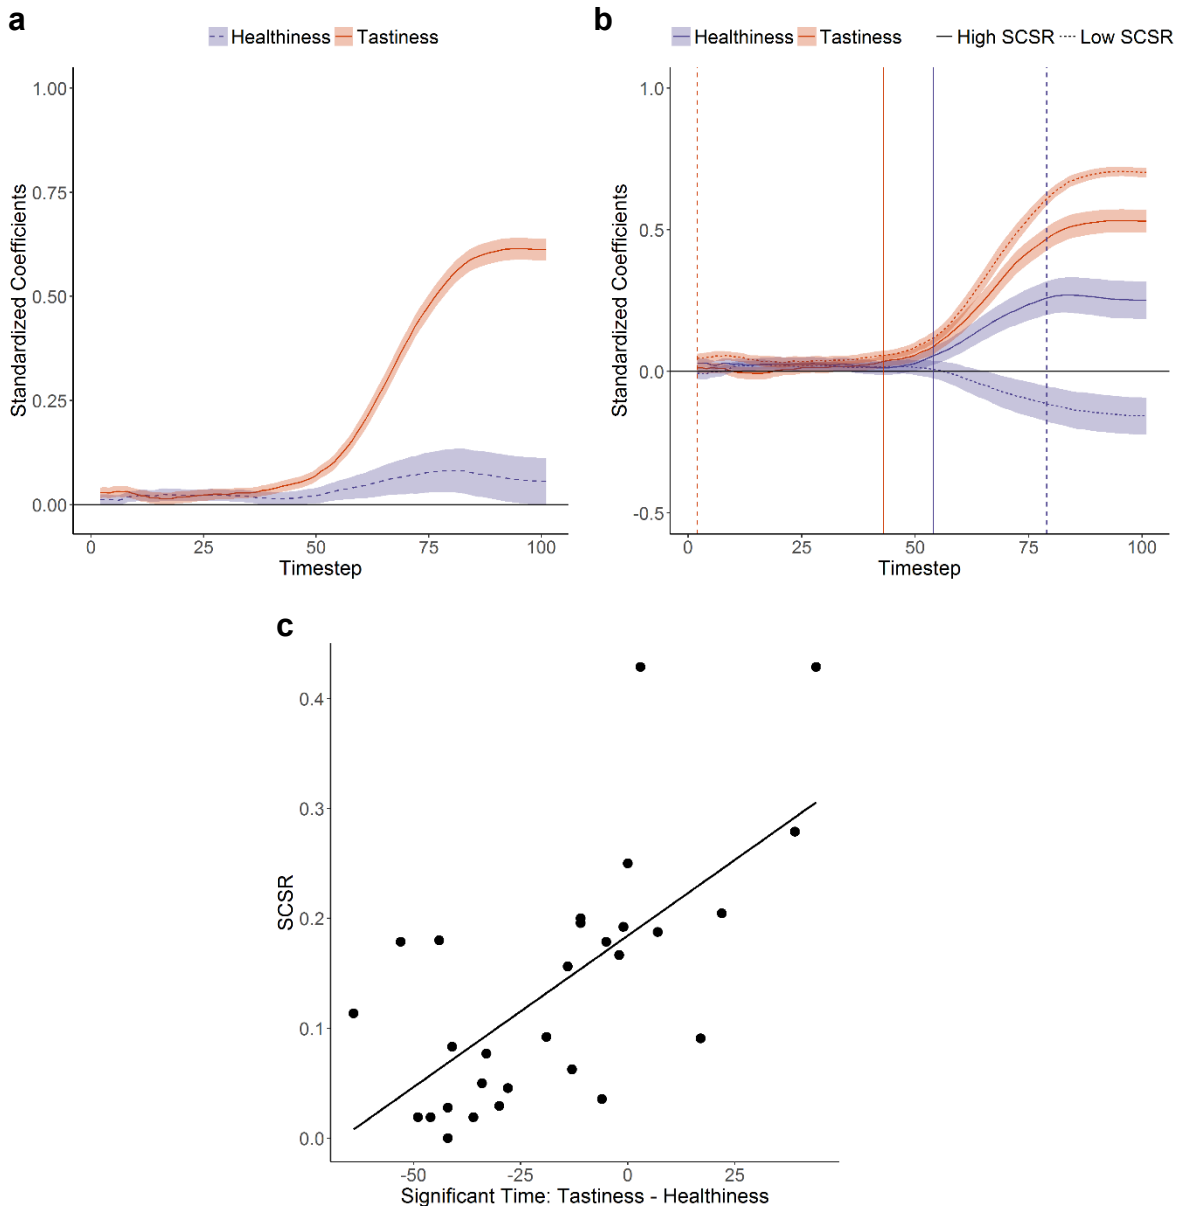 a
Healthiness Tastiness
1.00
0.75
0.50
0.25
0.00
Standardized Coefficients
0 25 50 75 100
Timestep
b
Healthiness Tastiness High SCSR Low SCSR
1.0
0.5
0.0
-0.5
Standardized Coefficients
0 25 50 75 100
Timestep
c
0.4
0.3
0.2
0.1
0.0
SCSR
-50 -25 0 25
Significant Time: Tastiness - Healthiness